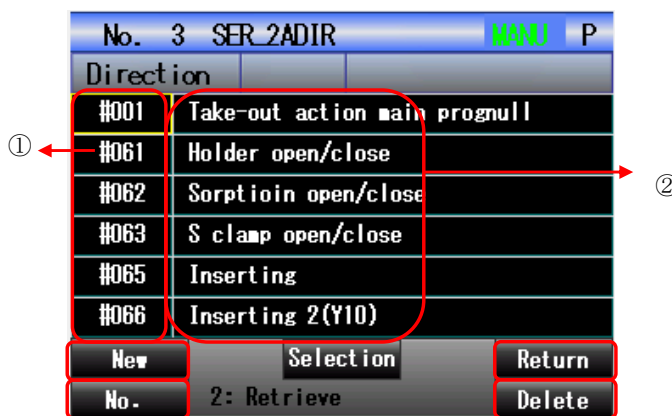 No. 3 SER_2ADIR MANU P
Direction
#001 Take-out action main prognull
① #061 Holder open/close
② #062 Sorptioin open/close
#063 S clamp open/close
#065 Inserting
#066 Inserting 2(Y10)
New Selection Return
No. 2: Retrieve Delete